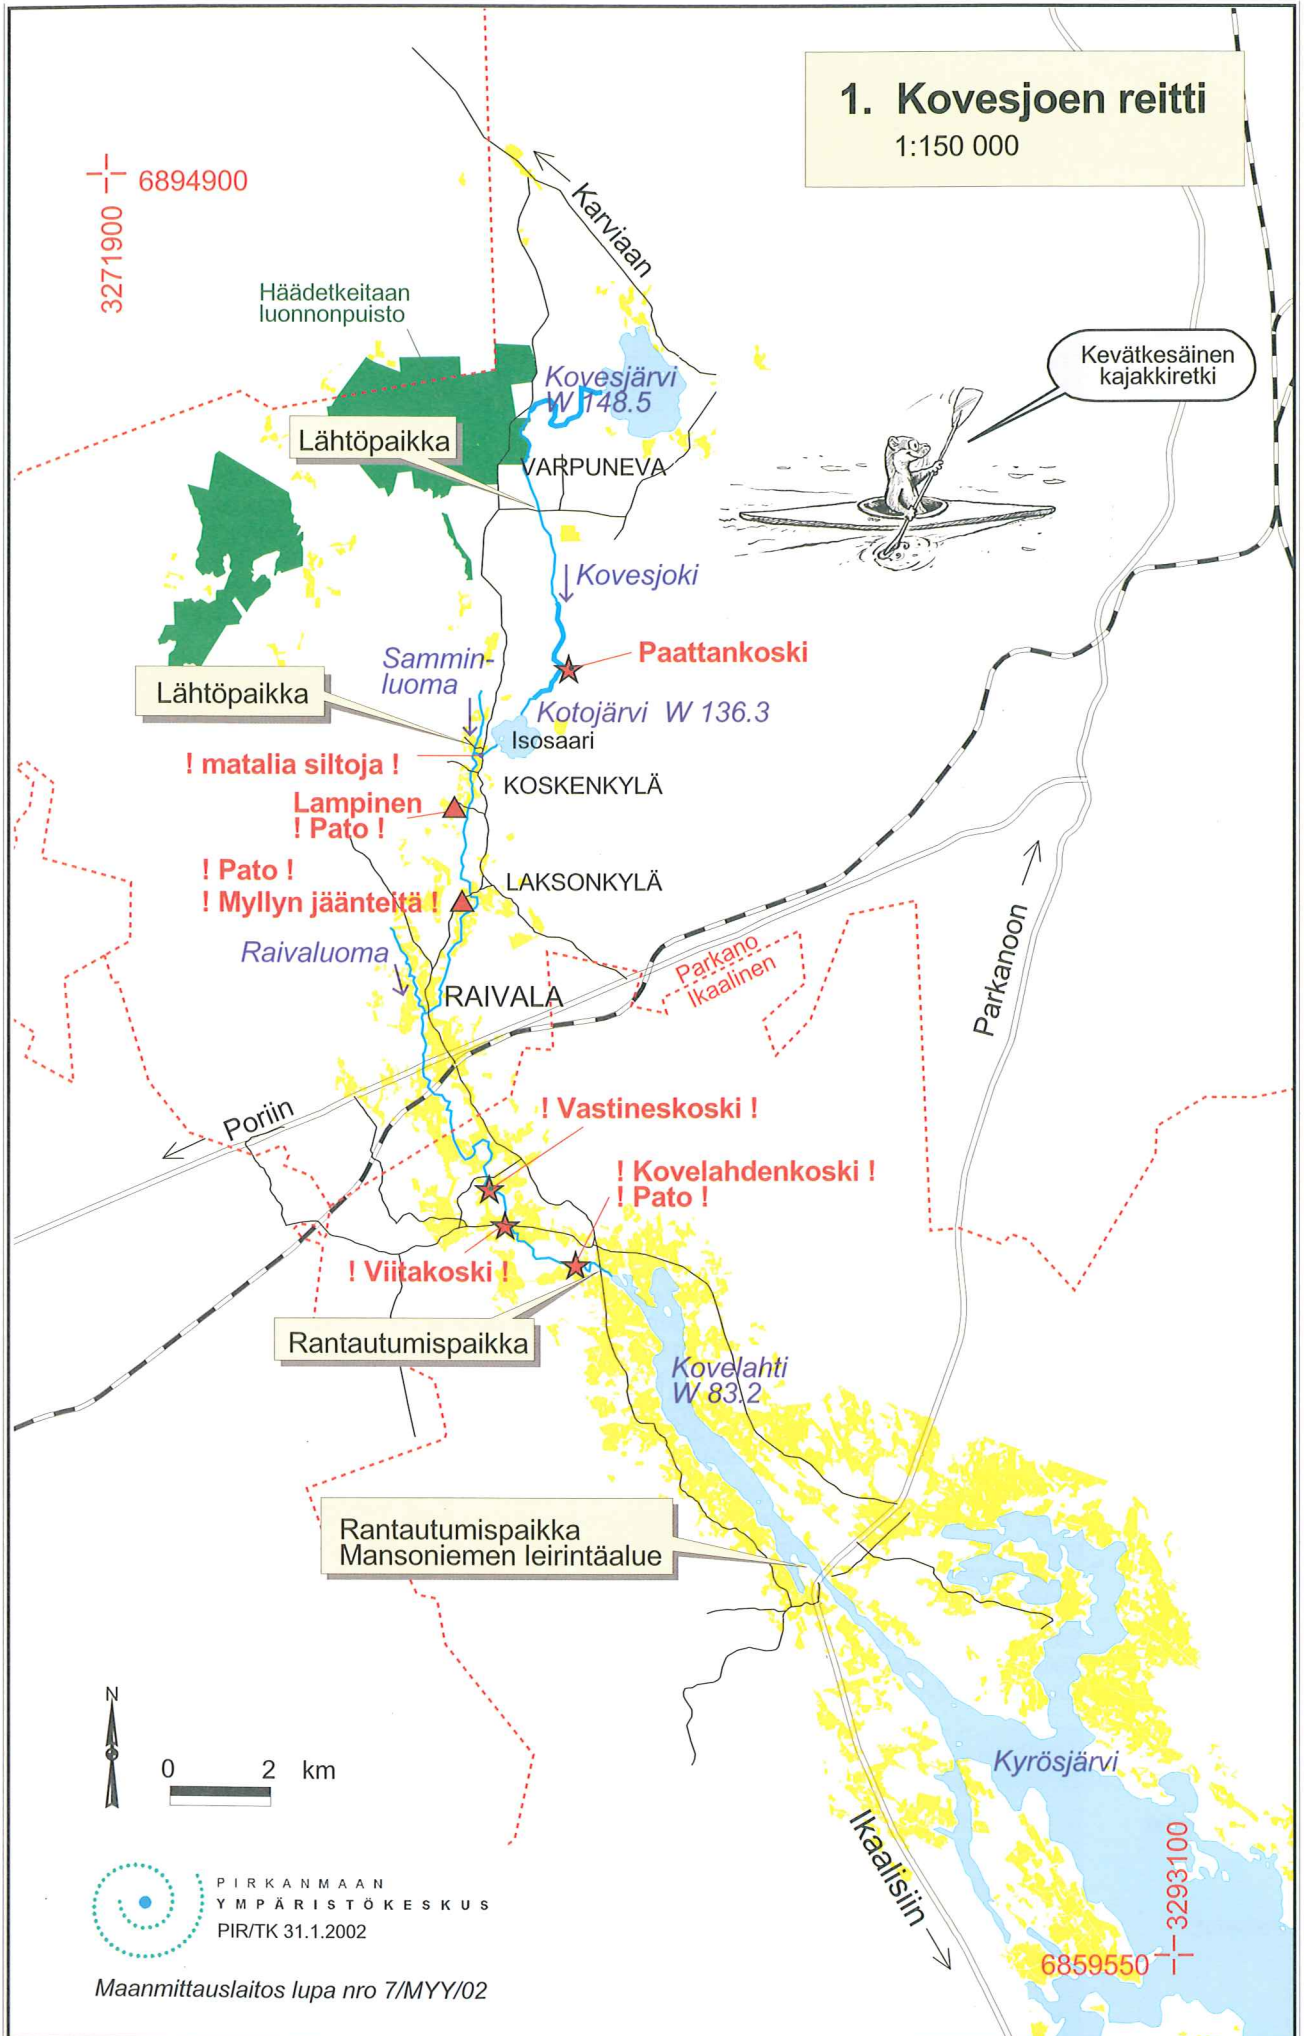 1. Kovesjoen reitti
1:150 000
6894900
3271900
Karviaan
Häädetkeitaan
luonnonpuisto
Kevätkesäinen
kajakkiretki
Kovesjärvi
W 148.5
Lähtöpaikka
VARPUNEVA
Kovesjoki
Paattankoski
Sammin-
luoma
Lähtöpaikka
Kotojärvi W 136.3
Isosaari
! matalia siltoja !
KOSKENKYLÄ
Lampinen
! Pato !
! Pato !
! Myllyn jäänteitä !
LAKSONKYLÄ
Raivaluoma
RAIVALA
Parkano
Ikaalinen
Parkanoon
Poriin
! Vastineskoski !
! Kovelahdenkoski !
! Pato !
! Viitakoski !
Rantautumispaikka
Kovelahti
W 83.2
Rantautumispaikka
Mansoniemen leirintäalue
N
0 2 km
Kyrösjärvi
Ikaalisiin
3293100
6859550
PIRKANMAAN
YMPÄRISTÖKESKUS
PIR/TK 31.1.2002
Maanmittauslaitos lupa nro 7/MYY/02